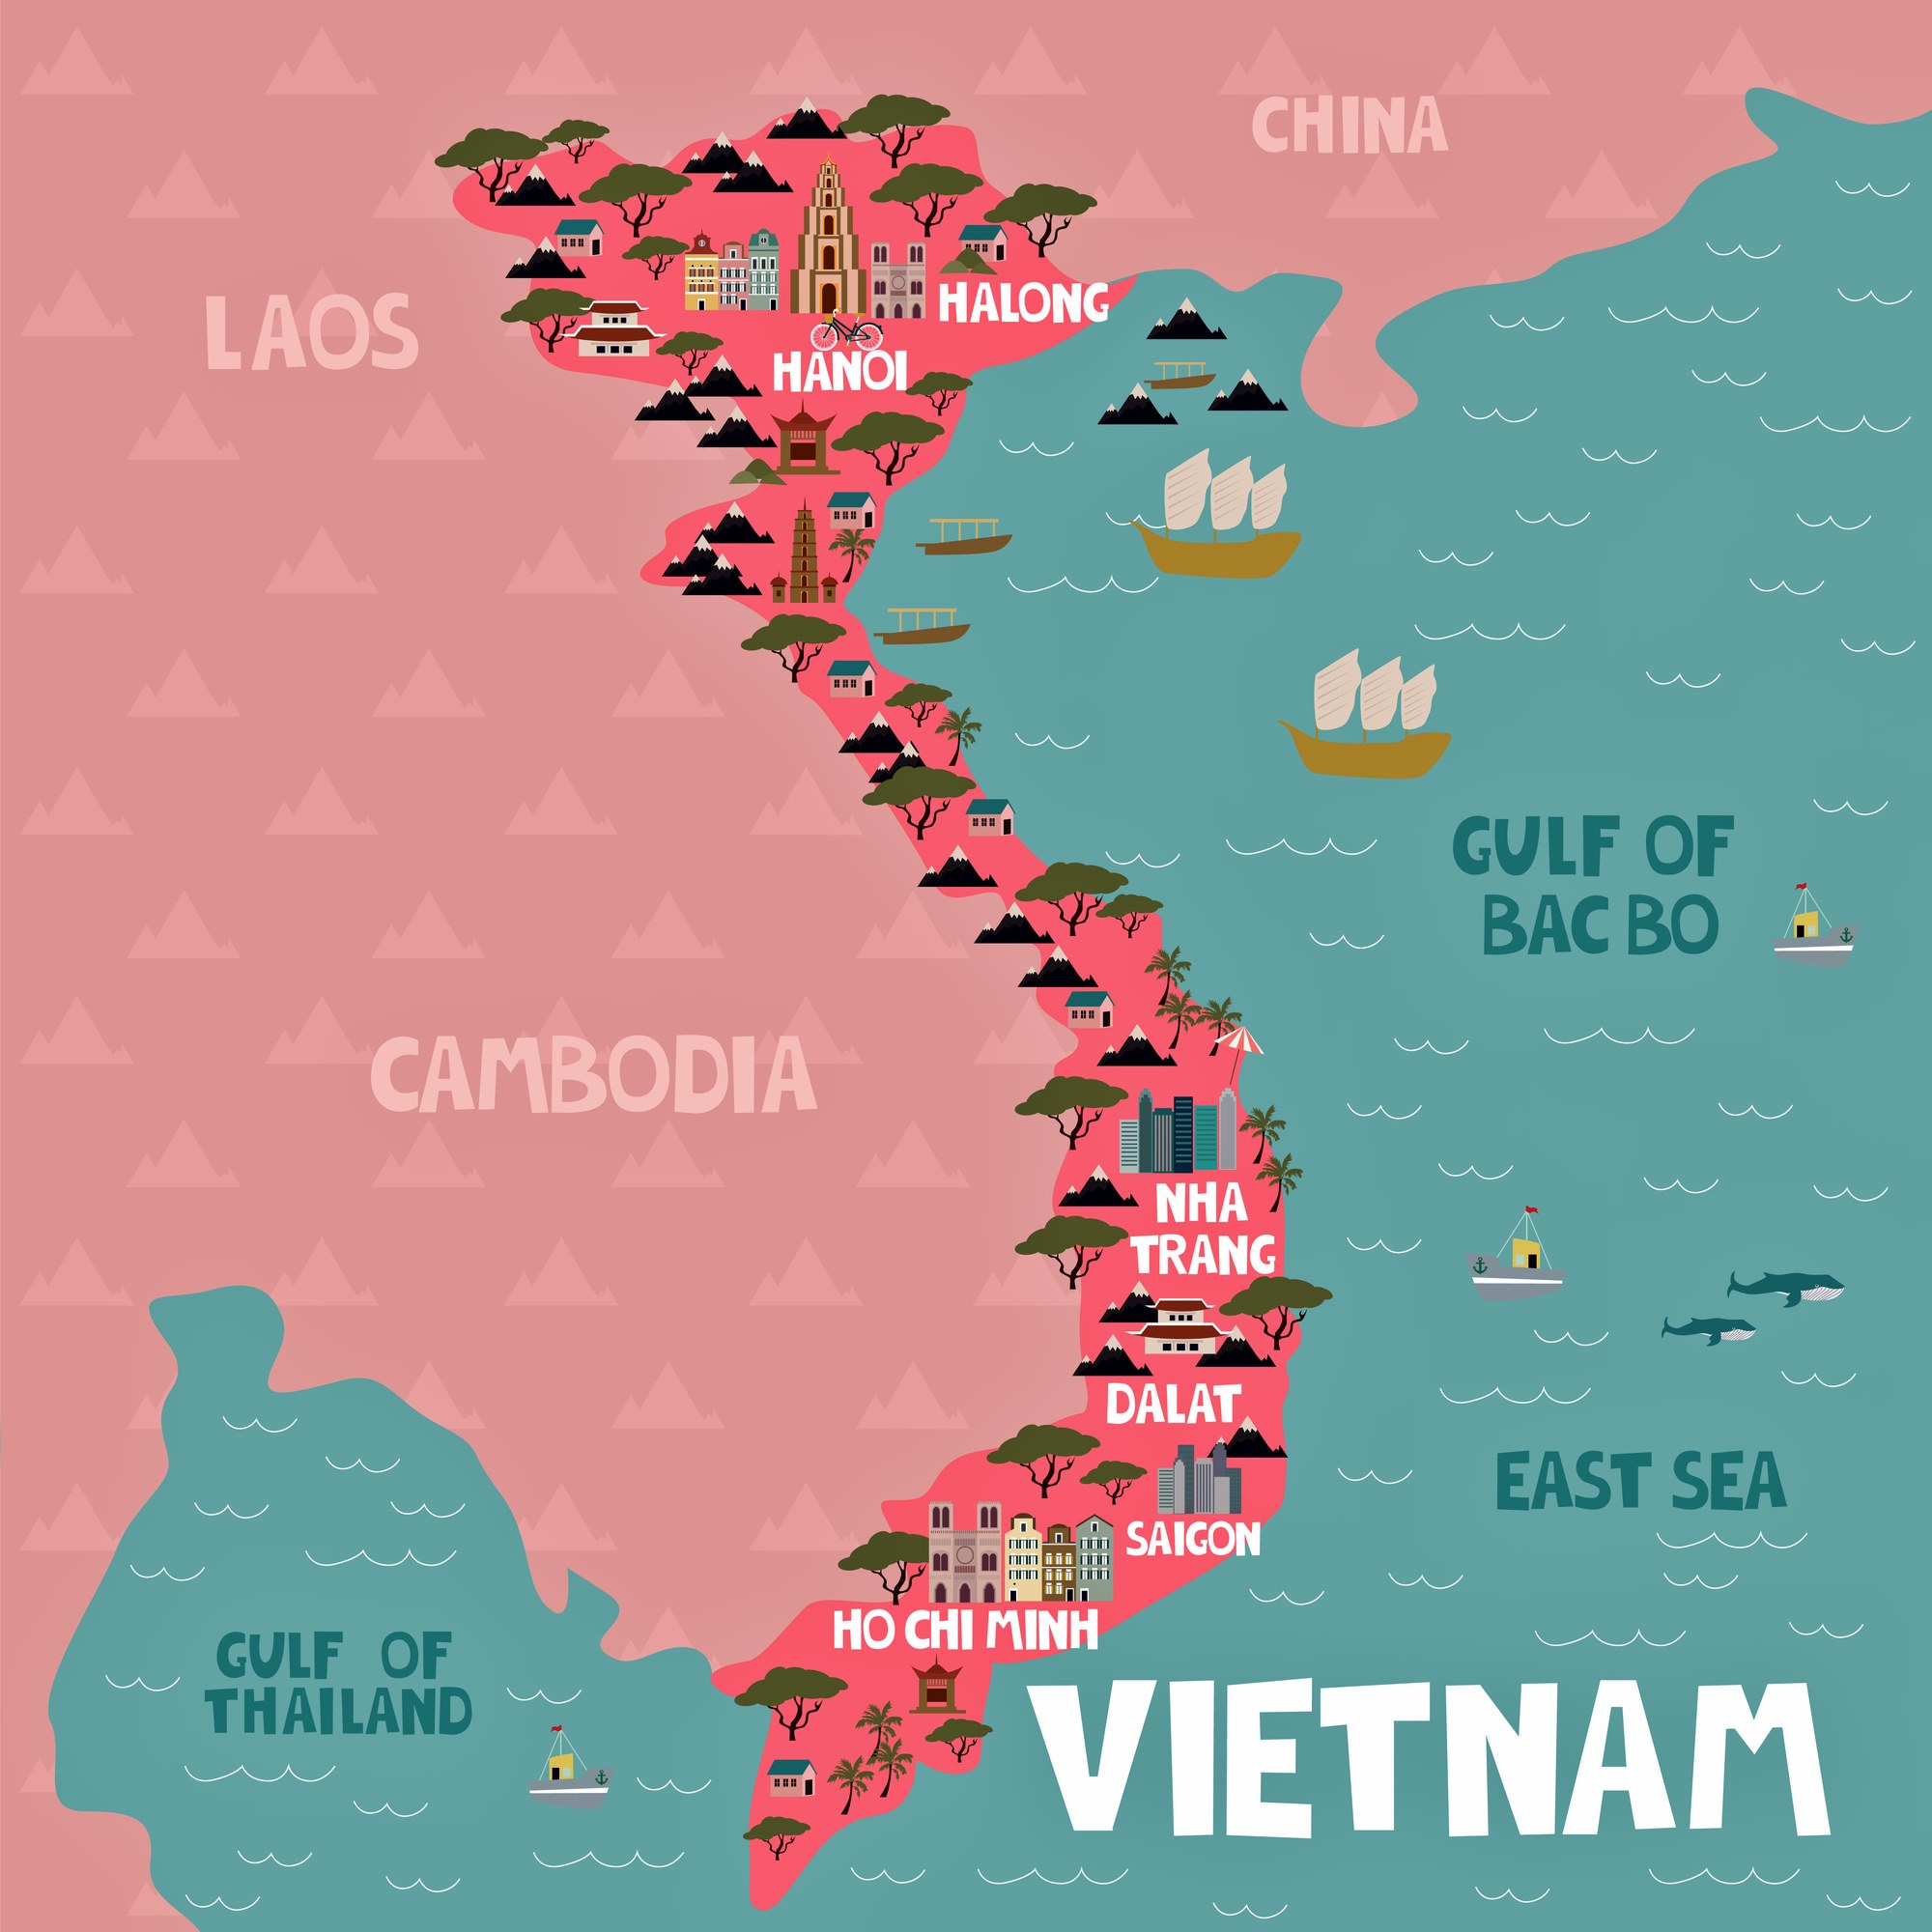 CHINA
LAOS
HALONG
HANOI
GULF OF
BAC BO
CAMBODIA
NHA
TRANG
DALAT
EAST SEA
SAIGON
HO CHI MINH
GULF OF
THAILAND
VIETNAM